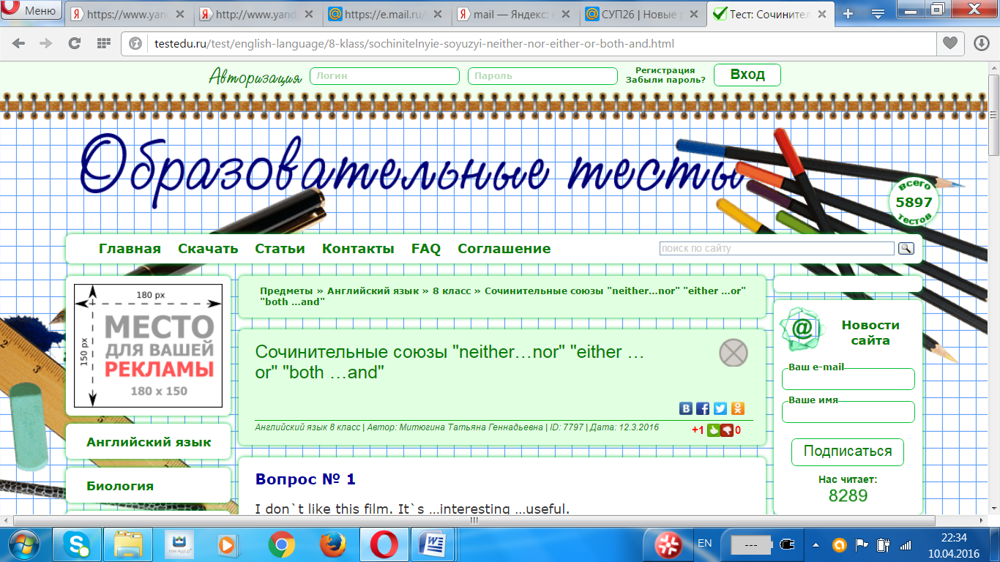 Меню
https://www.yan
http://www.yand
https://e.mail.ru/
mail — Яндекс:
СУП26 | Новые
Тест: Сочинител
testedu.ru/test/english-language/8-klass/sochinitelnyie-soyuzyi-neither-nor-either-or-both-and.html
Авторизация
Логин
Пароль
Регистрация
Забыли пароль?
Вход
Образовательные тесты
всего
5897
тестов
Главная Скачать Статьи Контакты FAQ Соглашение
поиск по сайту
180 px
150 px
МЕСТО
ДЛЯ ВАШЕЙ
РЕКЛАМЫ
180 x 150
Английский язык
Биология
Предметы » Английский язык » 8 класс » Сочинительные союзы "neither...nor" "either ...or"
"both ...and"
Сочинительные союзы "neither...nor" "either ...
or" "both ...and"
Английский язык 8 класс | Автор: Митюгина Татьяна Геннадьевна | ID: 7797 | Дата: 12.3.2016
+1 0
Вопрос № 1
I don`t like this film. It`s ...interesting ...useful.
Новости
сайта
Ваш e-mail
Ваше имя
Подписаться
Нас читает:
8289
EN
---
22:34
10.04.2016